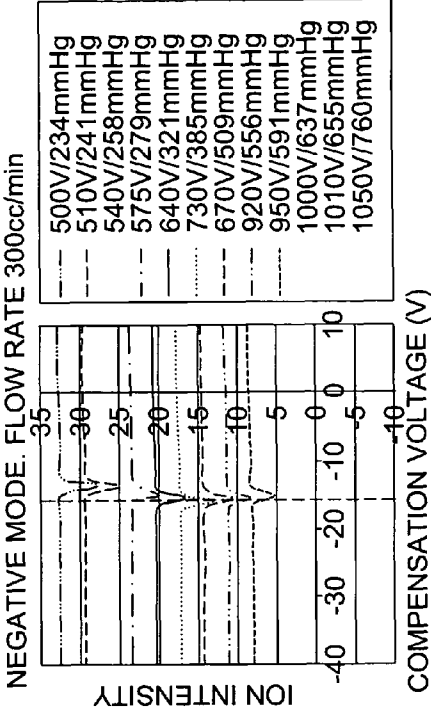 NEGATIVE MODE. FLOW RATE 300cc/min
ION INTENSITY
35
30
25
20
15
10
5
0
-5
-10
-40
-30
-20
-10
0
10
COMPENSATION VOLTAGE (V)
500V/234mmHg
510V/241mmHg
540V/258mmHg
575V/279mmHg
640V/321mmHg
730V/385mmHg
670V/509mmHg
920V/556mmHg
950V/591mmHg
1000V/637mmHg
1010V/655mmHg
1050V/760mmHg